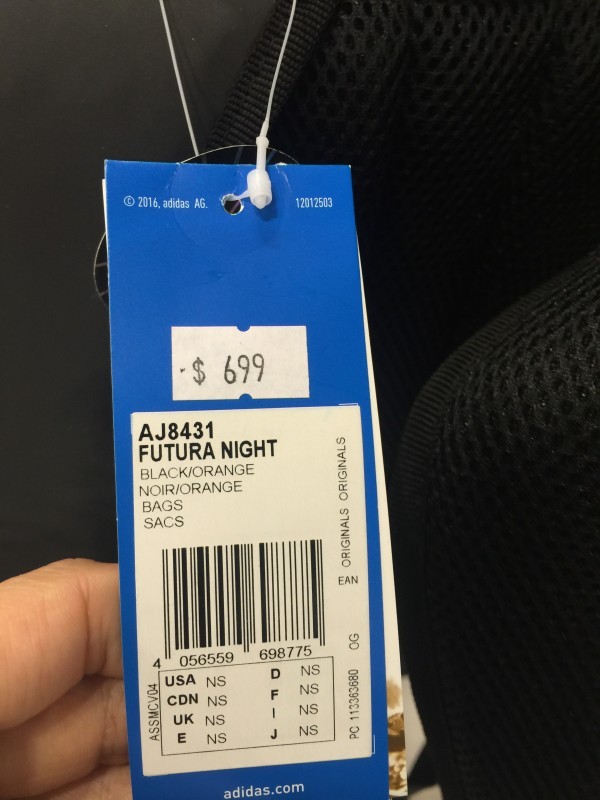 © 2016, adidas AG. 12012503
$ 699
AJ8431
FUTURA NIGHT
BLACK/ORANGE
NOIR/ORANGE
BAGS
SACS
ORIGINALS ORIGINALS
EAN
4 056559 698775
OG
PC 113363680
ASSMCV04
USA NS D NS
CDN NS F NS
UK NS I NS
E NS J NS
adidas.com